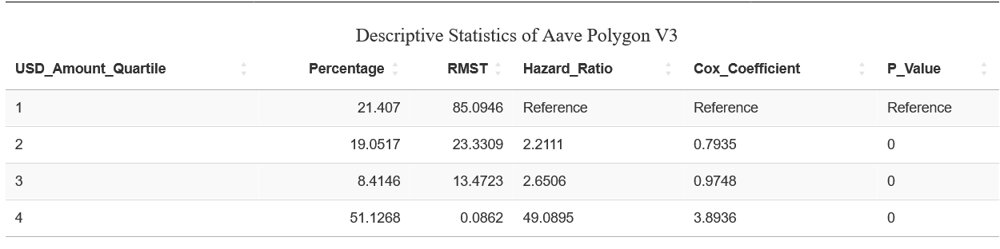 Descriptive Statistics of Aave Polygon V3
USD_Amount_Quartile Percentage RMST Hazard_Ratio Cox_Coefficient P_Value
1 21.407 85.0946 Reference Reference Reference
2 19.0517 23.3309 2.2111 0.7935 0
3 8.4146 13.4723 2.6506 0.9748 0
4 51.1268 0.0862 49.0895 3.8936 0